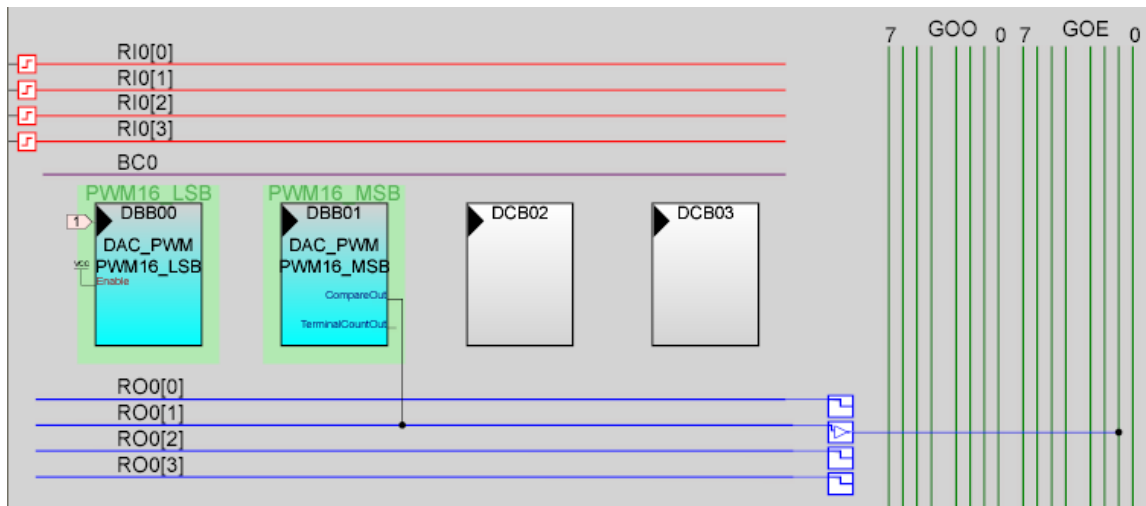 7 GOO 0 7 GOE 0
RI0[0]
RI0[1]
RI0[2]
RI0[3]
BC0
PWM16_LSB PWM16_MSB
1 DBB00 DBB01 DCB02 DCB03
DAC_PWM DAC_PWM
VCC PWM16_LSB PWM16_MSB
Enable
CompareOut
TerminalCountOut
RO0[0]
RO0[1]
RO0[2]
RO0[3]